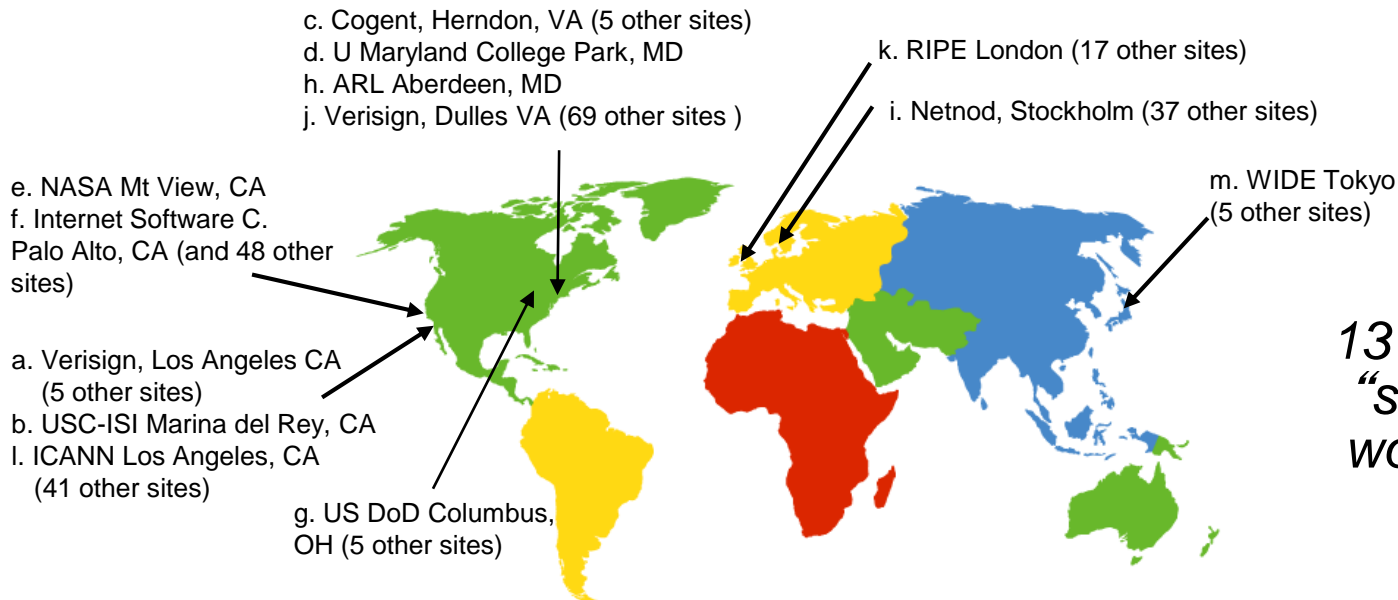 c. Cogent, Herndon, VA (5 other sites)
d. U Maryland College Park, MD
h. ARL Aberdeen, MD
j. Verisign, Dulles VA (69 other sites )
k. RIPE London (17 other sites)
i. Netnod, Stockholm (37 other sites)
m. WIDE Tokyo
(5 other sites)
e. NASA Mt View, CA
f. Internet Software C.
Palo Alto, CA (and 48 other
sites)
a. Verisign, Los Angeles CA
(5 other sites)
b. USC-ISI Marina del Rey, CA
l. ICANN Los Angeles, CA
(41 other sites)
g. US DoD Columbus,
OH (5 other sites)
13